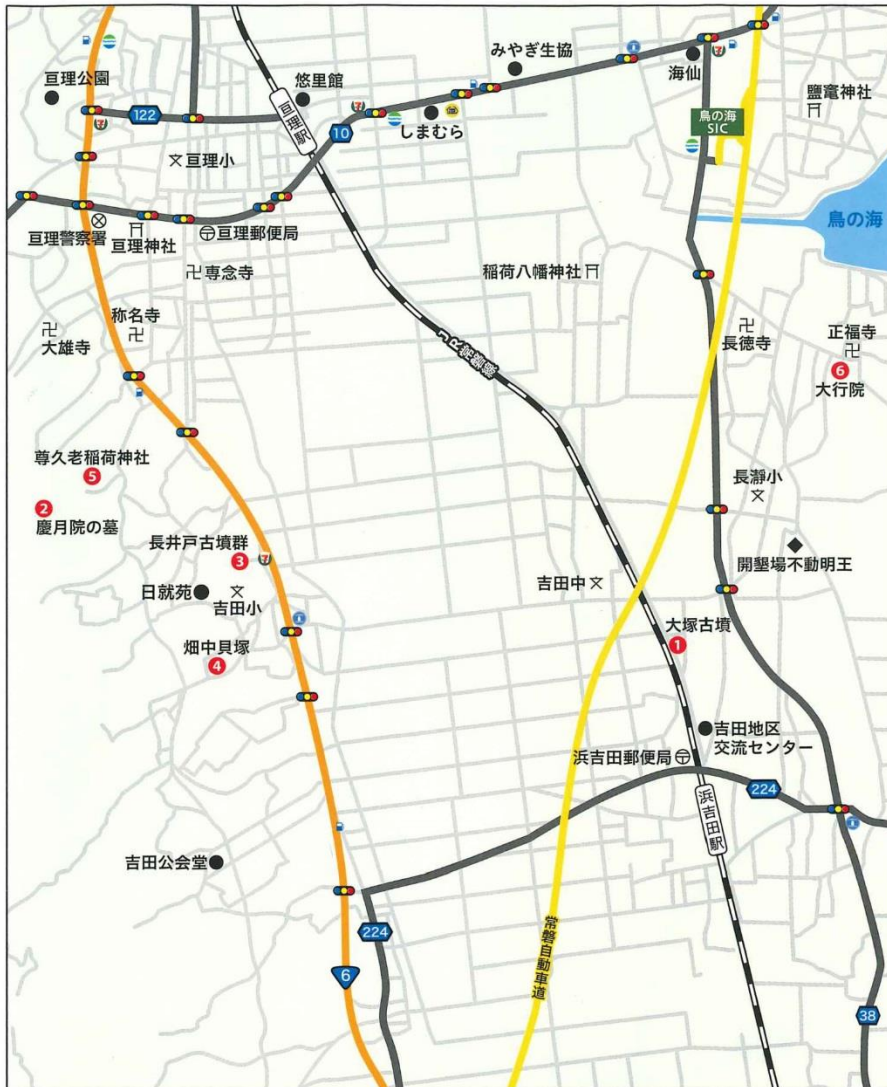 みやぎ生協
海仙
亘理公園
悠里館
鹽竈神社
122
亘理駅
10
しまむら
鳥の海
SIC
亘理小
鳥の海
亘理警察署
亘理神社
亘理郵便局
専念寺
稲荷八幡神社
称名寺
大雄寺
JR常磐線
長徳寺
正福寺
6
大行院
尊久老稲荷神社
5
2
慶月院の墓
長瀞小
長井戸古墳群
3
7
開墾場不動明王
日就苑
吉田小
吉田中
畑中貝塚
4
大塚古墳
1
吉田地区
交流センター
浜吉田郵便局
224
浜吉田駅
吉田公会堂
224
常磐自動車道
6
38